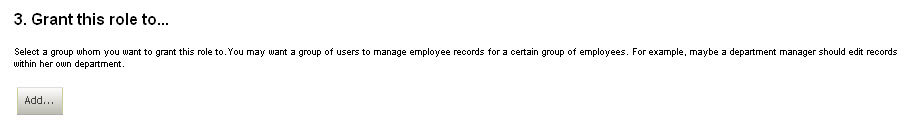 3. Grant this role to...
Select a group whom you want to grant this role to. You may want a group of users to manage employee records for a certain group of employees. For example, maybe a department manager should edit records
within her own department.
Add...